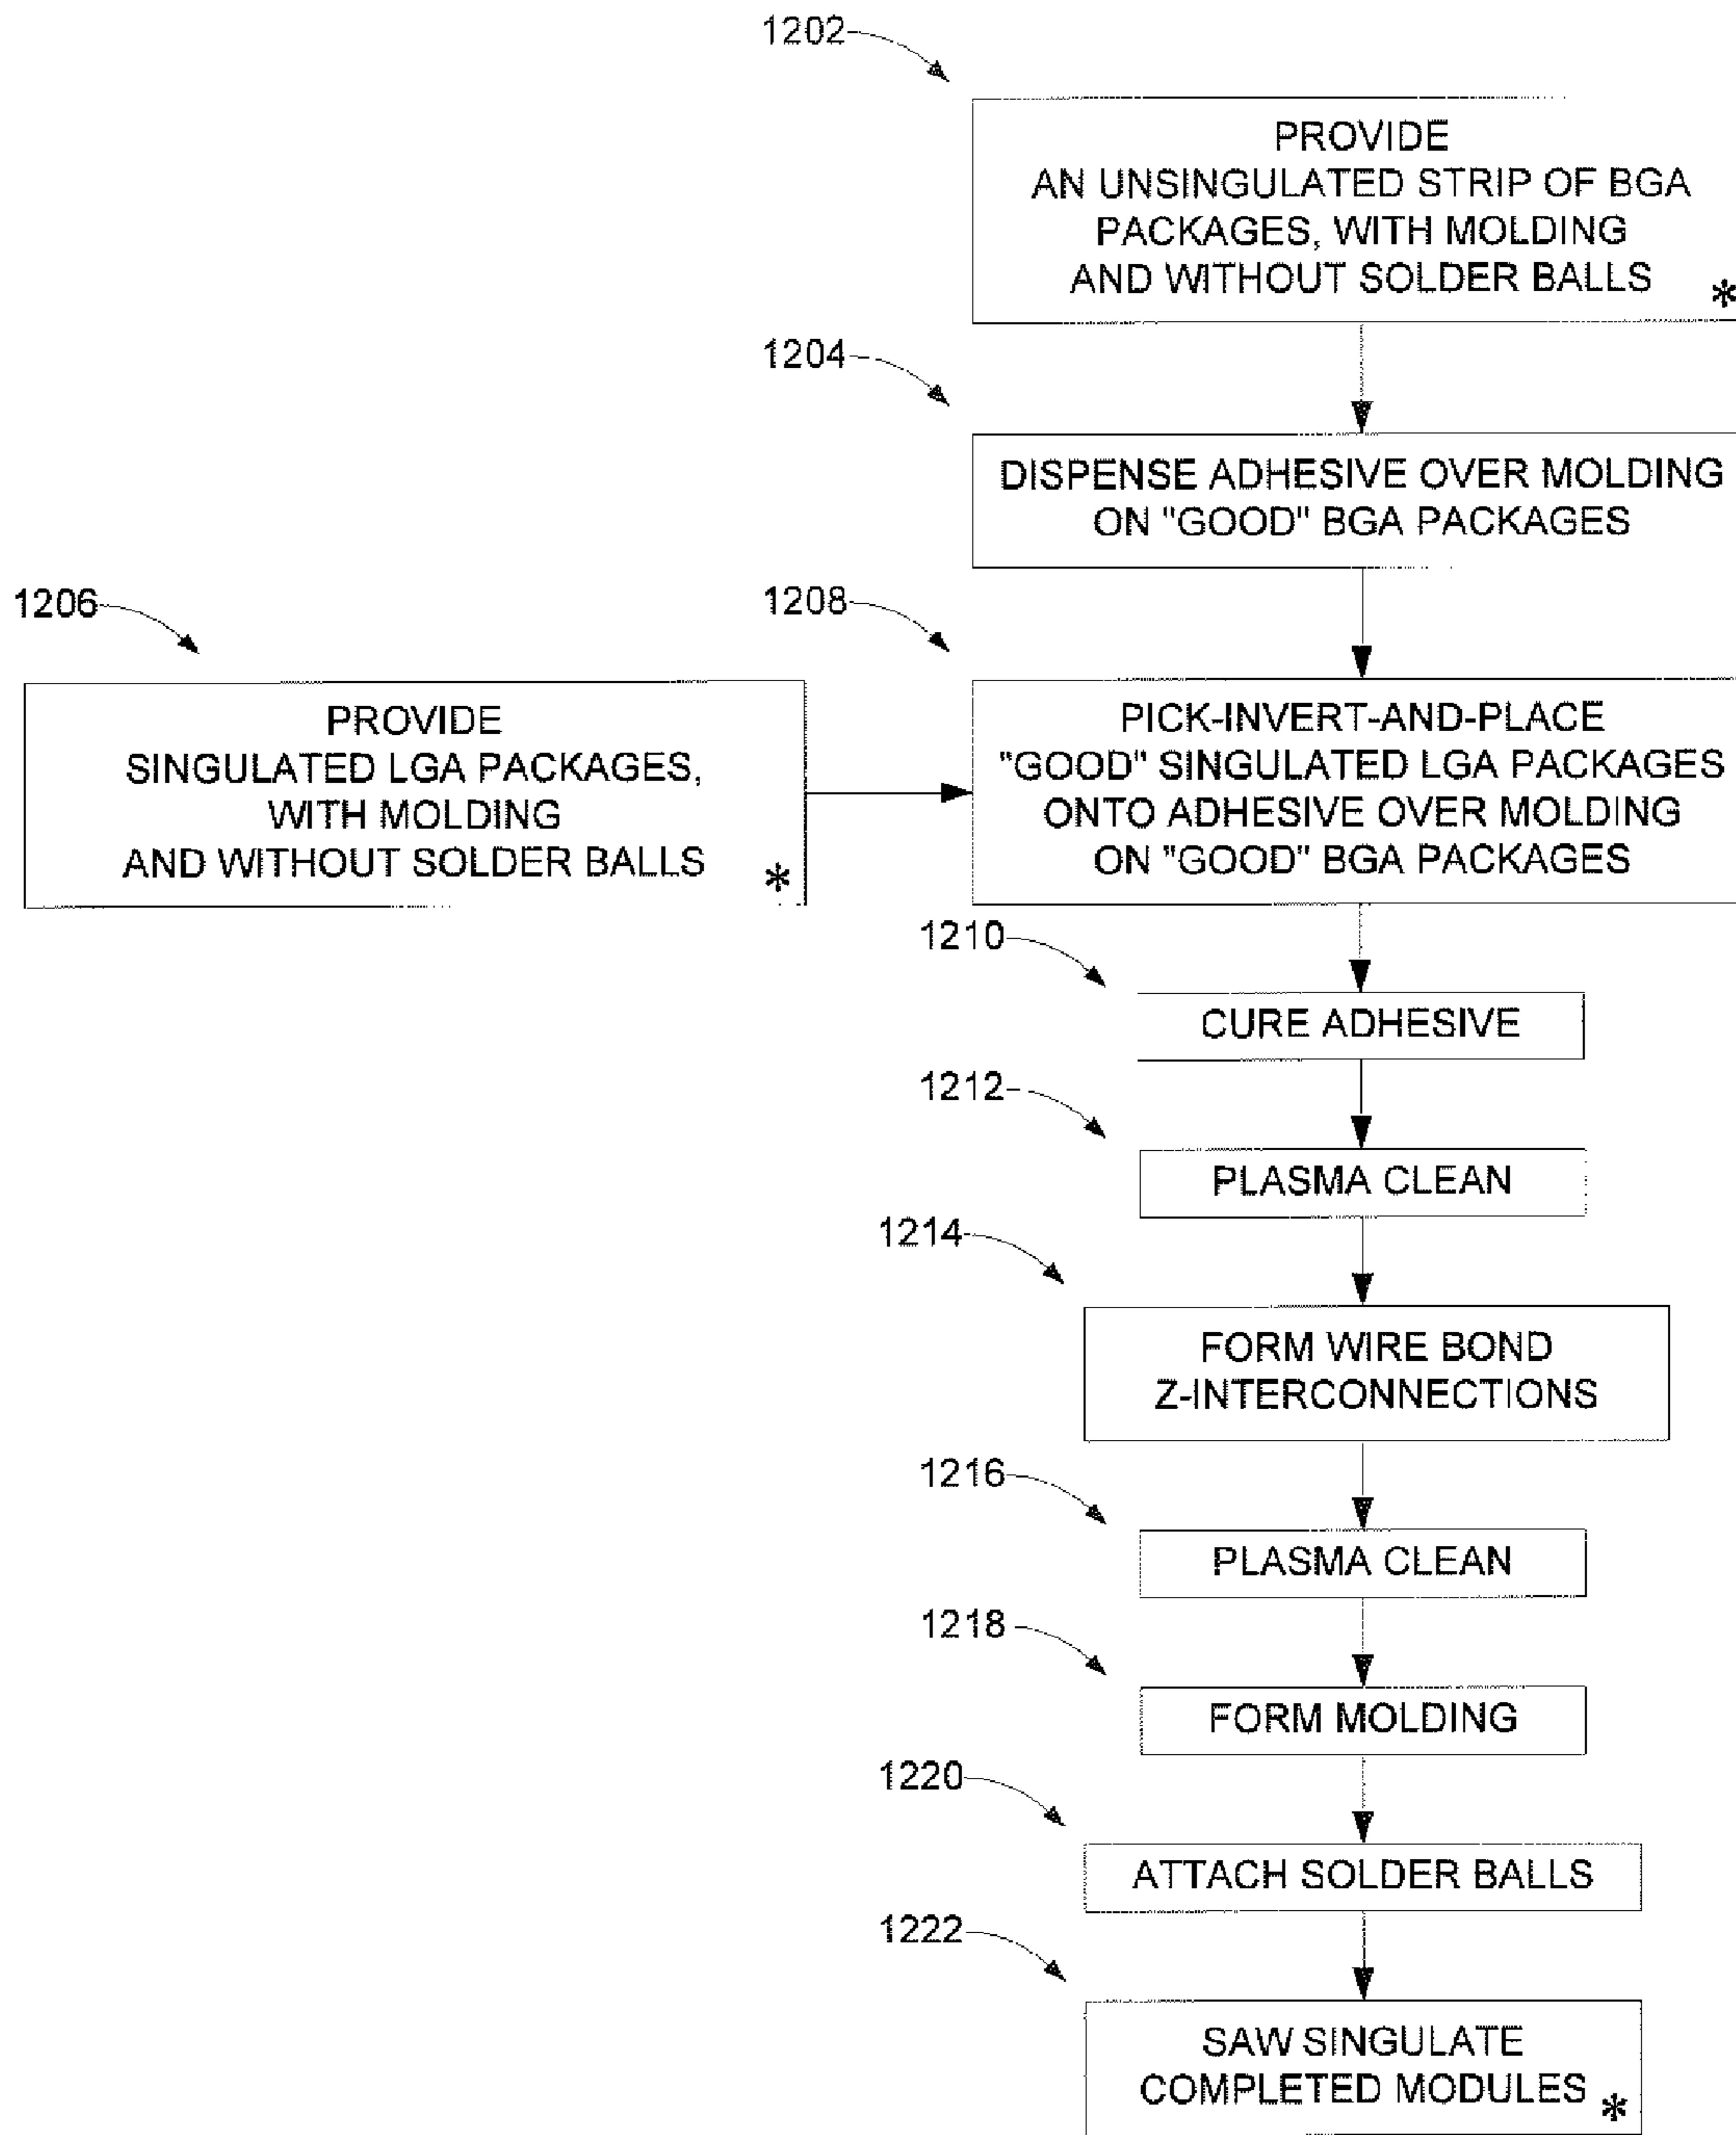 1202
PROVIDE
AN UNSINGULATED STRIP OF BGA
PACKAGES, WITH MOLDING
AND WITHOUT SOLDER BALLS *
1204
DISPENSE ADHESIVE OVER MOLDING
ON "GOOD" BGA PACKAGES
1206
PROVIDE
SINGULATED LGA PACKAGES,
WITH MOLDING
AND WITHOUT SOLDER BALLS *
1208
PICK-INVERT-AND-PLACE
"GOOD" SINGULATED LGA PACKAGES
ONTO ADHESIVE OVER MOLDING
ON "GOOD" BGA PACKAGES
1210
CURE ADHESIVE
1212
PLASMA CLEAN
1214
FORM WIRE BOND
Z-INTERCONNECTIONS
1216
PLASMA CLEAN
1218
FORM MOLDING
1220
ATTACH SOLDER BALLS
1222
SAW SINGULATE
COMPLETED MODULES *